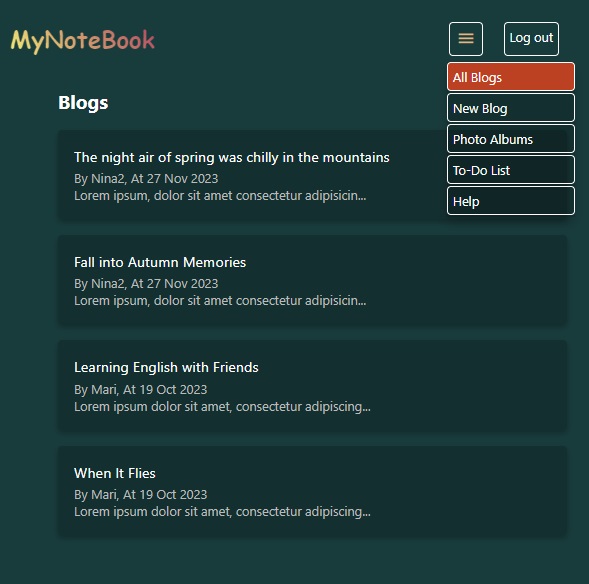 MyNoteBook
Log out
All Blogs
New Blog
Photo Albums
To-Do List
Help
Blogs
The night air of spring was chilly in the mountains
By Nina2, At 27 Nov 2023
Lorem ipsum, dolor sit amet consectetur adipisicin...
Fall into Autumn Memories
By Nina2, At 27 Nov 2023
Lorem ipsum, dolor sit amet consectetur adipisicin...
Learning English with Friends
By Mari, At 19 Oct 2023
Lorem ipsum dolor sit amet, consectetur adipiscing...
When It Flies
By Mari, At 19 Oct 2023
Lorem ipsum dolor sit amet, consectetur adipiscing...